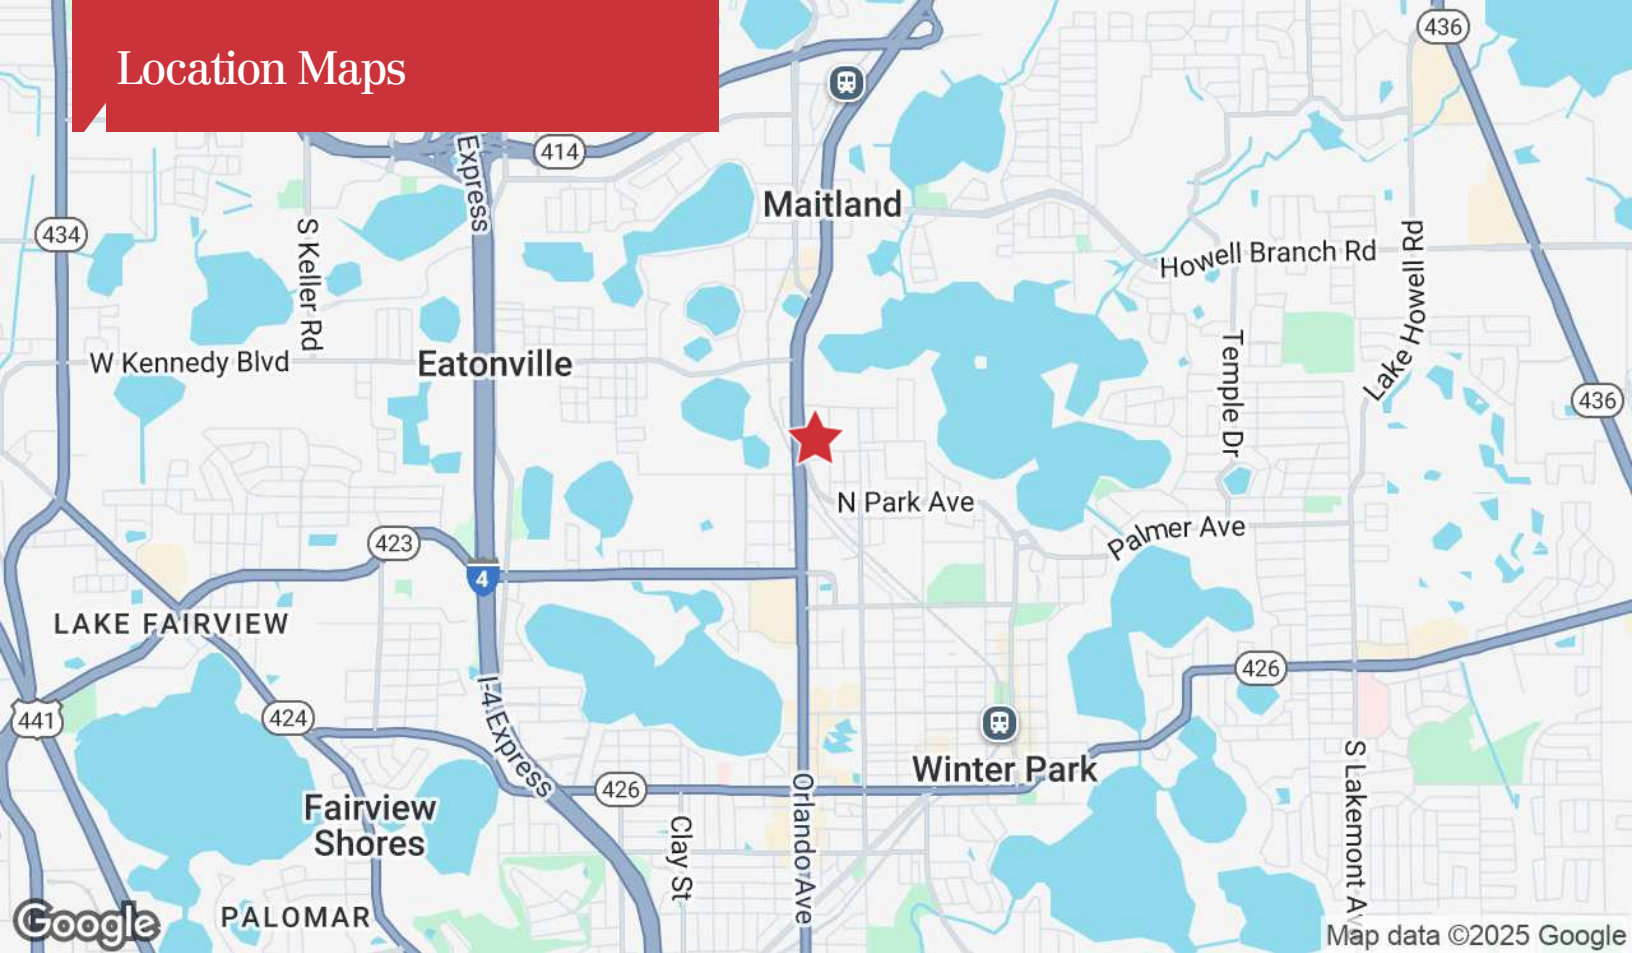 Location Maps
436
414
Express
Maitland
434
S Keller Rd
Howell Branch Rd
Lake Howell Rd
W Kennedy Blvd
Eatonville
Temple Dr
436
N Park Ave
Palmer Ave
423
4
LAKE FAIRVIEW
426
441
424
I-4 Express
Winter Park
426
Fairview
Shores
Orlando Ave
Clay St
S Lakemont Av
PALOMAR
Google
Map data ©2025 Google